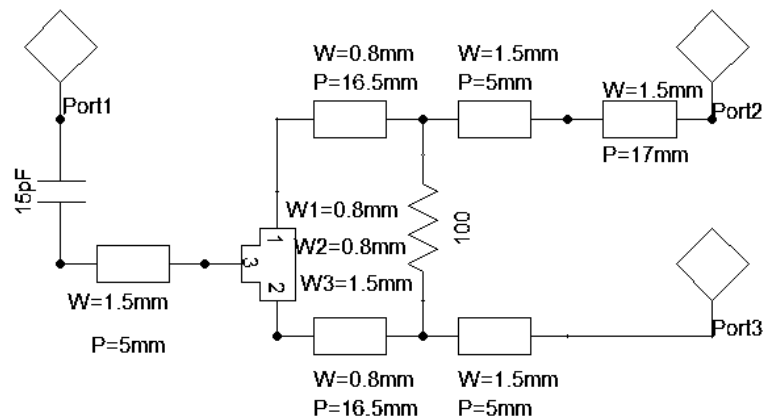 W=0.8mm
P=16.5mm
W=1.5mm
P=5mm
W=1.5mm
P=17mm
Port1
Port2
15pF
W1=0.8mm
W2=0.8mm
W3=1.5mm
1
3
2
100
W=1.5mm
P=5mm
Port3
W=0.8mm
P=16.5mm
W=1.5mm
P=5mm